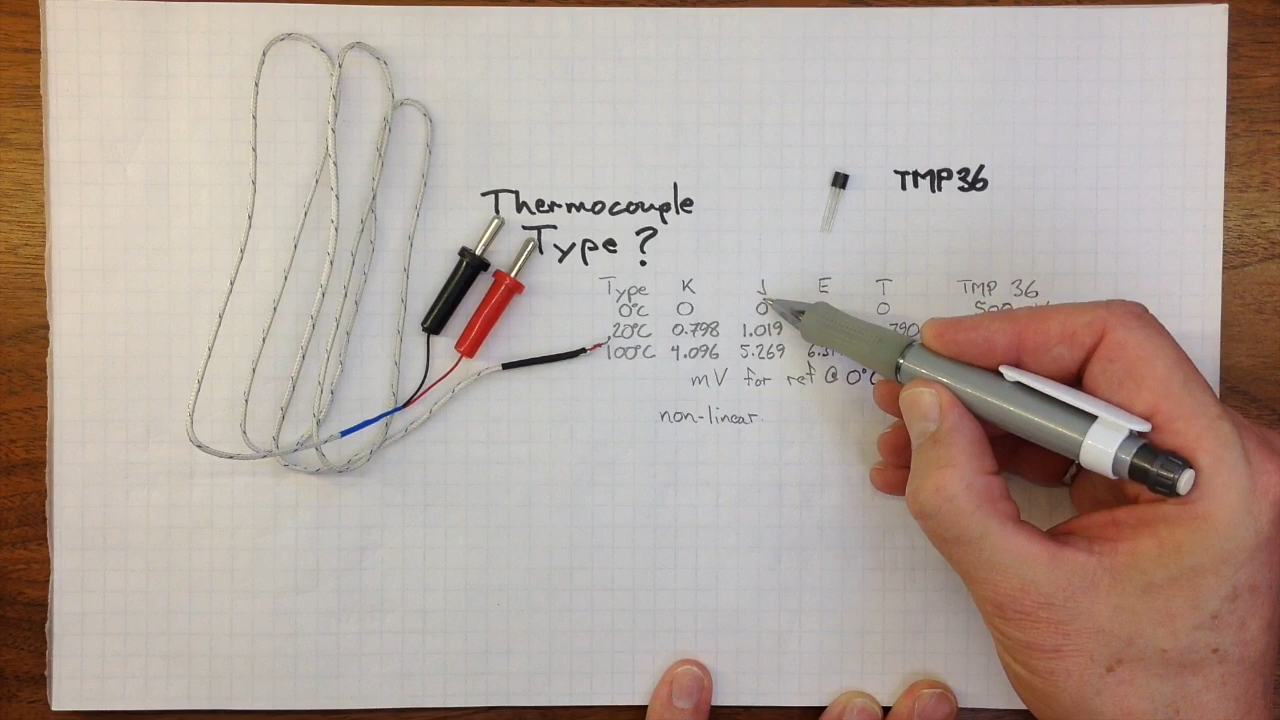 TMP36
Thermocouple
Type ?
Type K J E T TMP 36
0°C 0 0 0
20°C 0.798 1.019 790
100°C 4.096 5.269
mV for ref @ 0°C
non-linear.